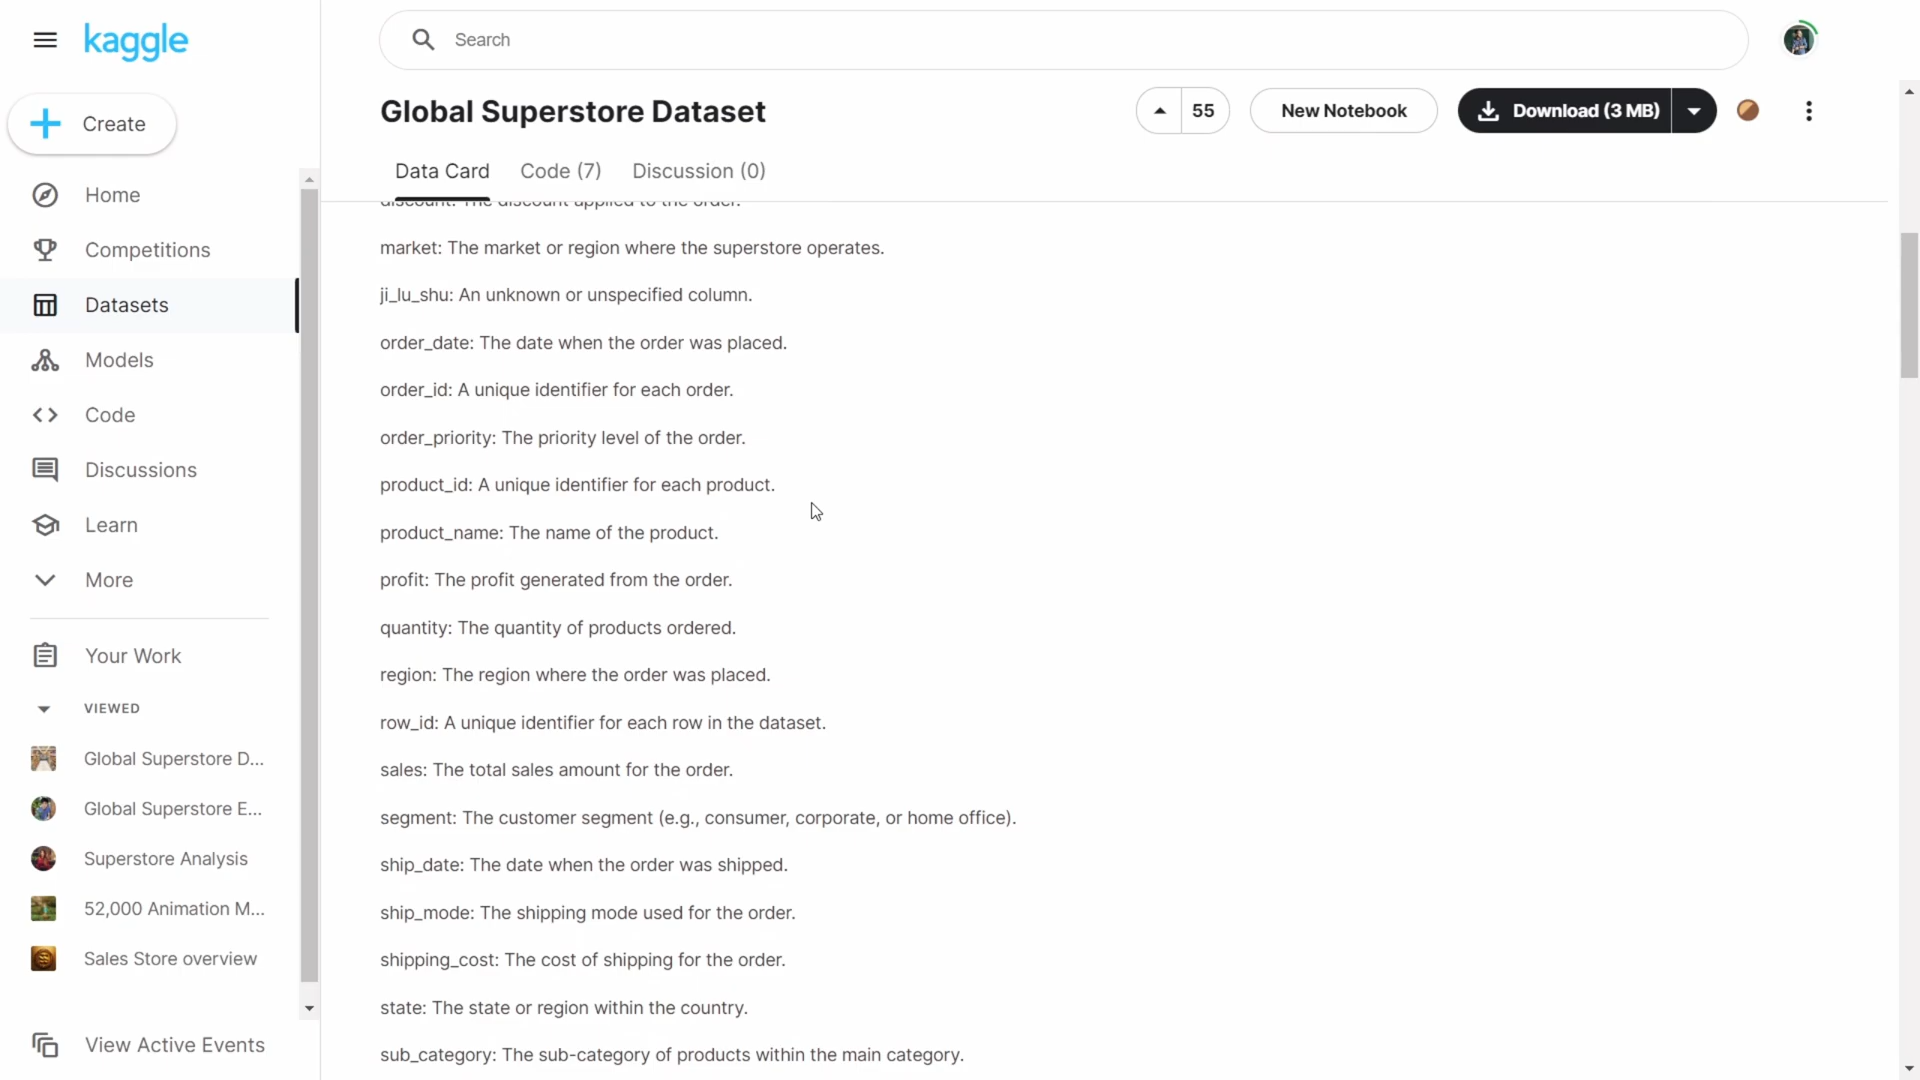 kaggle
Search
Create
Home
Competitions
Datasets
Models
Code
Discussions
Learn
More
Your Work
VIEWED
Global Superstore D...
Global Superstore E...
Superstore Analysis
52,000 Animation M...
Sales Store overview
View Active Events
Global Superstore Dataset
55
New Notebook
Download (3 MB)
Data Card
Code (7)
Discussion (0)
discount: The discount applied to the order.
market: The market or region where the superstore operates.
ji_lu_shu: An unknown or unspecified column.
order_date: The date when the order was placed.
order_id: A unique identifier for each order.
order_priority: The priority level of the order.
product_id: A unique identifier for each product.
product_name: The name of the product.
profit: The profit generated from the order.
quantity: The quantity of products ordered.
region: The region where the order was placed.
row_id: A unique identifier for each row in the dataset.
sales: The total sales amount for the order.
segment: The customer segment (e.g., consumer, corporate, or home office).
ship_date: The date when the order was shipped.
ship_mode: The shipping mode used for the order.
shipping_cost: The cost of shipping for the order.
state: The state or region within the country.
sub_category: The sub-category of products within the main category.